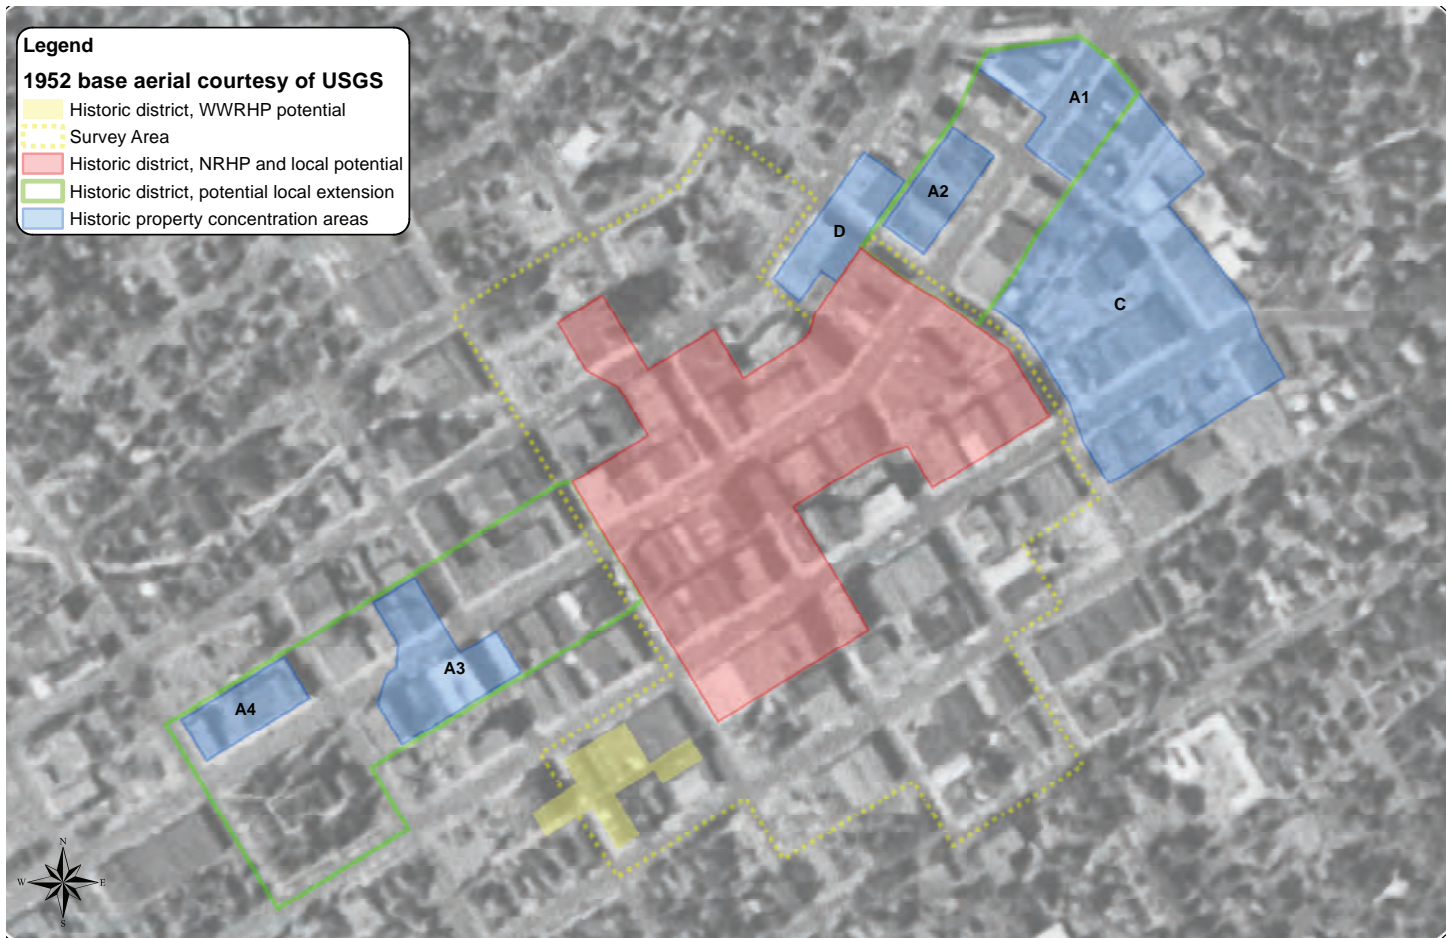 Legend
1952 base aerial courtesy of USGS
Historic district, WWRHP potential
Survey Area
Historic district, NRHP and local potential
Historic district, potential local extension
Historic property concentration areas
A1
A2
D
C
A3
A4
N
W E
S